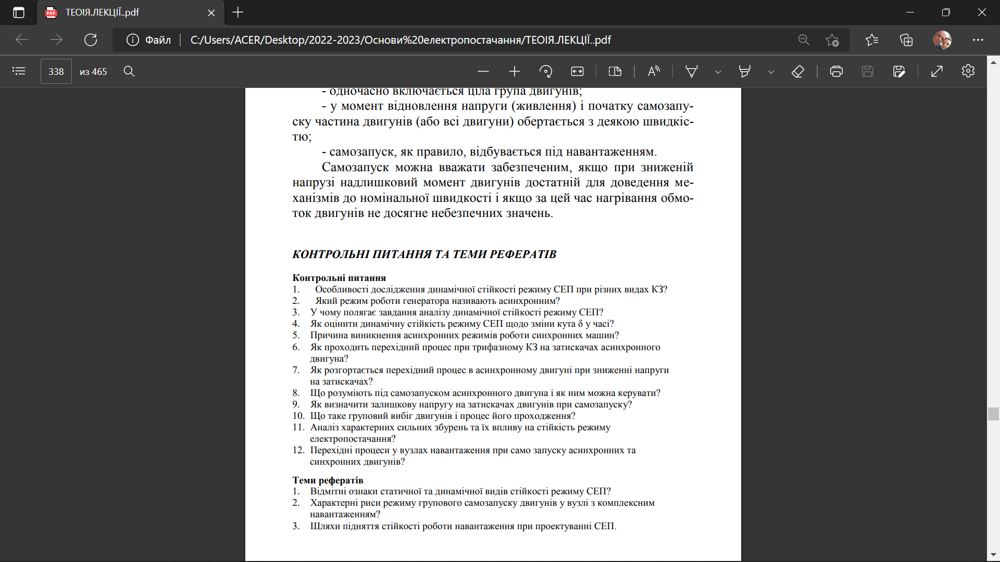 ТЕОІЯ.ЛЕКЦІЇ..pdf
Файл C:/Users/ACER/Desktop/2022-2023/Основи%20електропостачання/ТЕОІЯ.ЛЕКЦІЇ..pdf
338 из 465
- одночасно включається ціла група двигунів;
- у момент відновлення напруги (живлення) і початку самозапу-
ску частина двигунів (або всі двигуни) обертається з деякою швидкіс-
тю;
- самозапуск, як правило, відбувається під навантаженням.
Самозапуск можна вважати забезпеченим, якщо при зниженій
напрузі надлишковий момент двигунів достатній для доведення ме-
ханізмів до номінальної швидкості і якщо за цей час нагрівання обмо-
ток двигунів не досягне небезпечних значень.
КОНТРОЛЬНІ ПИТАННЯ ТА ТЕМИ РЕФЕРАТІВ
Контрольні питання
1. Особливості дослідження динамічної стійкості режиму СЕП при різних видах КЗ?
2. Який режим роботи генератора називають асинхронним?
3. У чому полягає завдання аналізу динамічної стійкості режиму СЕП?
4. Як оцінити динамічну стійкість режиму СЕП щодо зміни кута δ у часі?
5. Причина виникнення асинхронних режимів роботи синхронних машин?
6. Як проходить перехідний процес при трифазному КЗ на затискачах асинхронного
двигуна?
7. Як розгортається перехідний процес в асинхронному двигуні при зниженні напруги
на затискачах?
8. Що розуміють під самозапуском асинхронного двигуна і як ним можна керувати?
9. Як визначити залишкову напругу на затискачах двигунів при самозапуску?
10. Що таке груповий вибіг двигунів і процес його проходження?
11. Аналіз характерних сильних збурень та їх впливу на стійкість режиму
електропостачання?
12. Перехідні процеси у вузлах навантаження при само запуску асинхронних та
синхронних двигунів?
Теми рефератів
1. Відмітні ознаки статичної та динамічної видів стійкості режиму СЕП?
2. Характерні риси режиму групового самозапуску двигунів у вузлі з комплексним
навантаженням?
3. Шляхи підняття стійкості роботи навантаження при проектуванні СЕП.